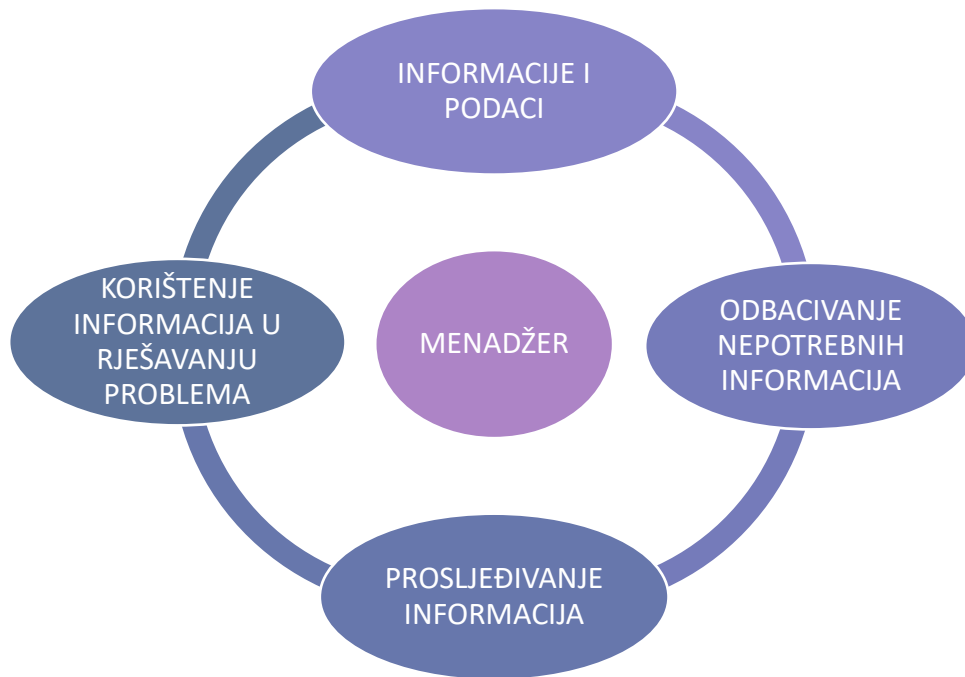 INFORMACIJE I
PODACI
KORIŠTENJE
INFORMACIJA U
RJEŠAVANJU
PROBLEMA
MENADŽER
ODBACIVANJE
NEPOTREBNIH
INFORMACIJA
PROSLJEĐIVANJE
INFORMACIJA